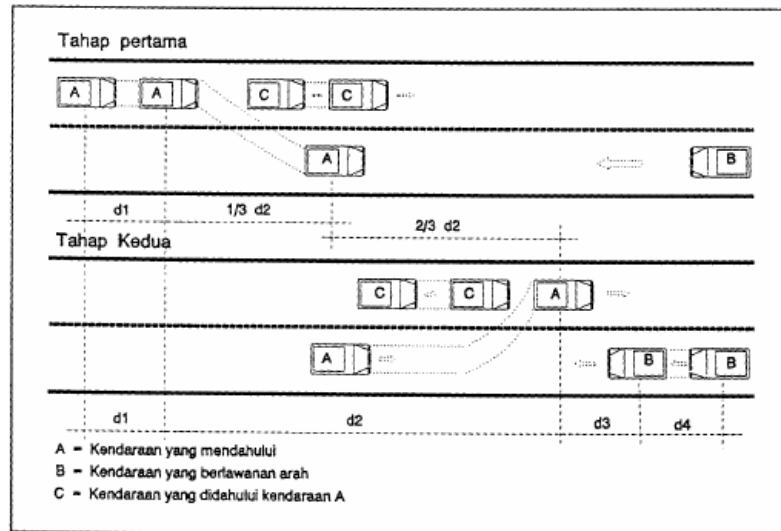 Tahap pertama
A A C C
A B
d1 1/3 d2
2/3 d2
Tahap Kedua
C C A
A B B
d1 d2 d3 d4
A = Kendaraan yang mendahului
B = Kendaraan yang berlawanan arah
C = Kendaraan yang didahului kendaraan A